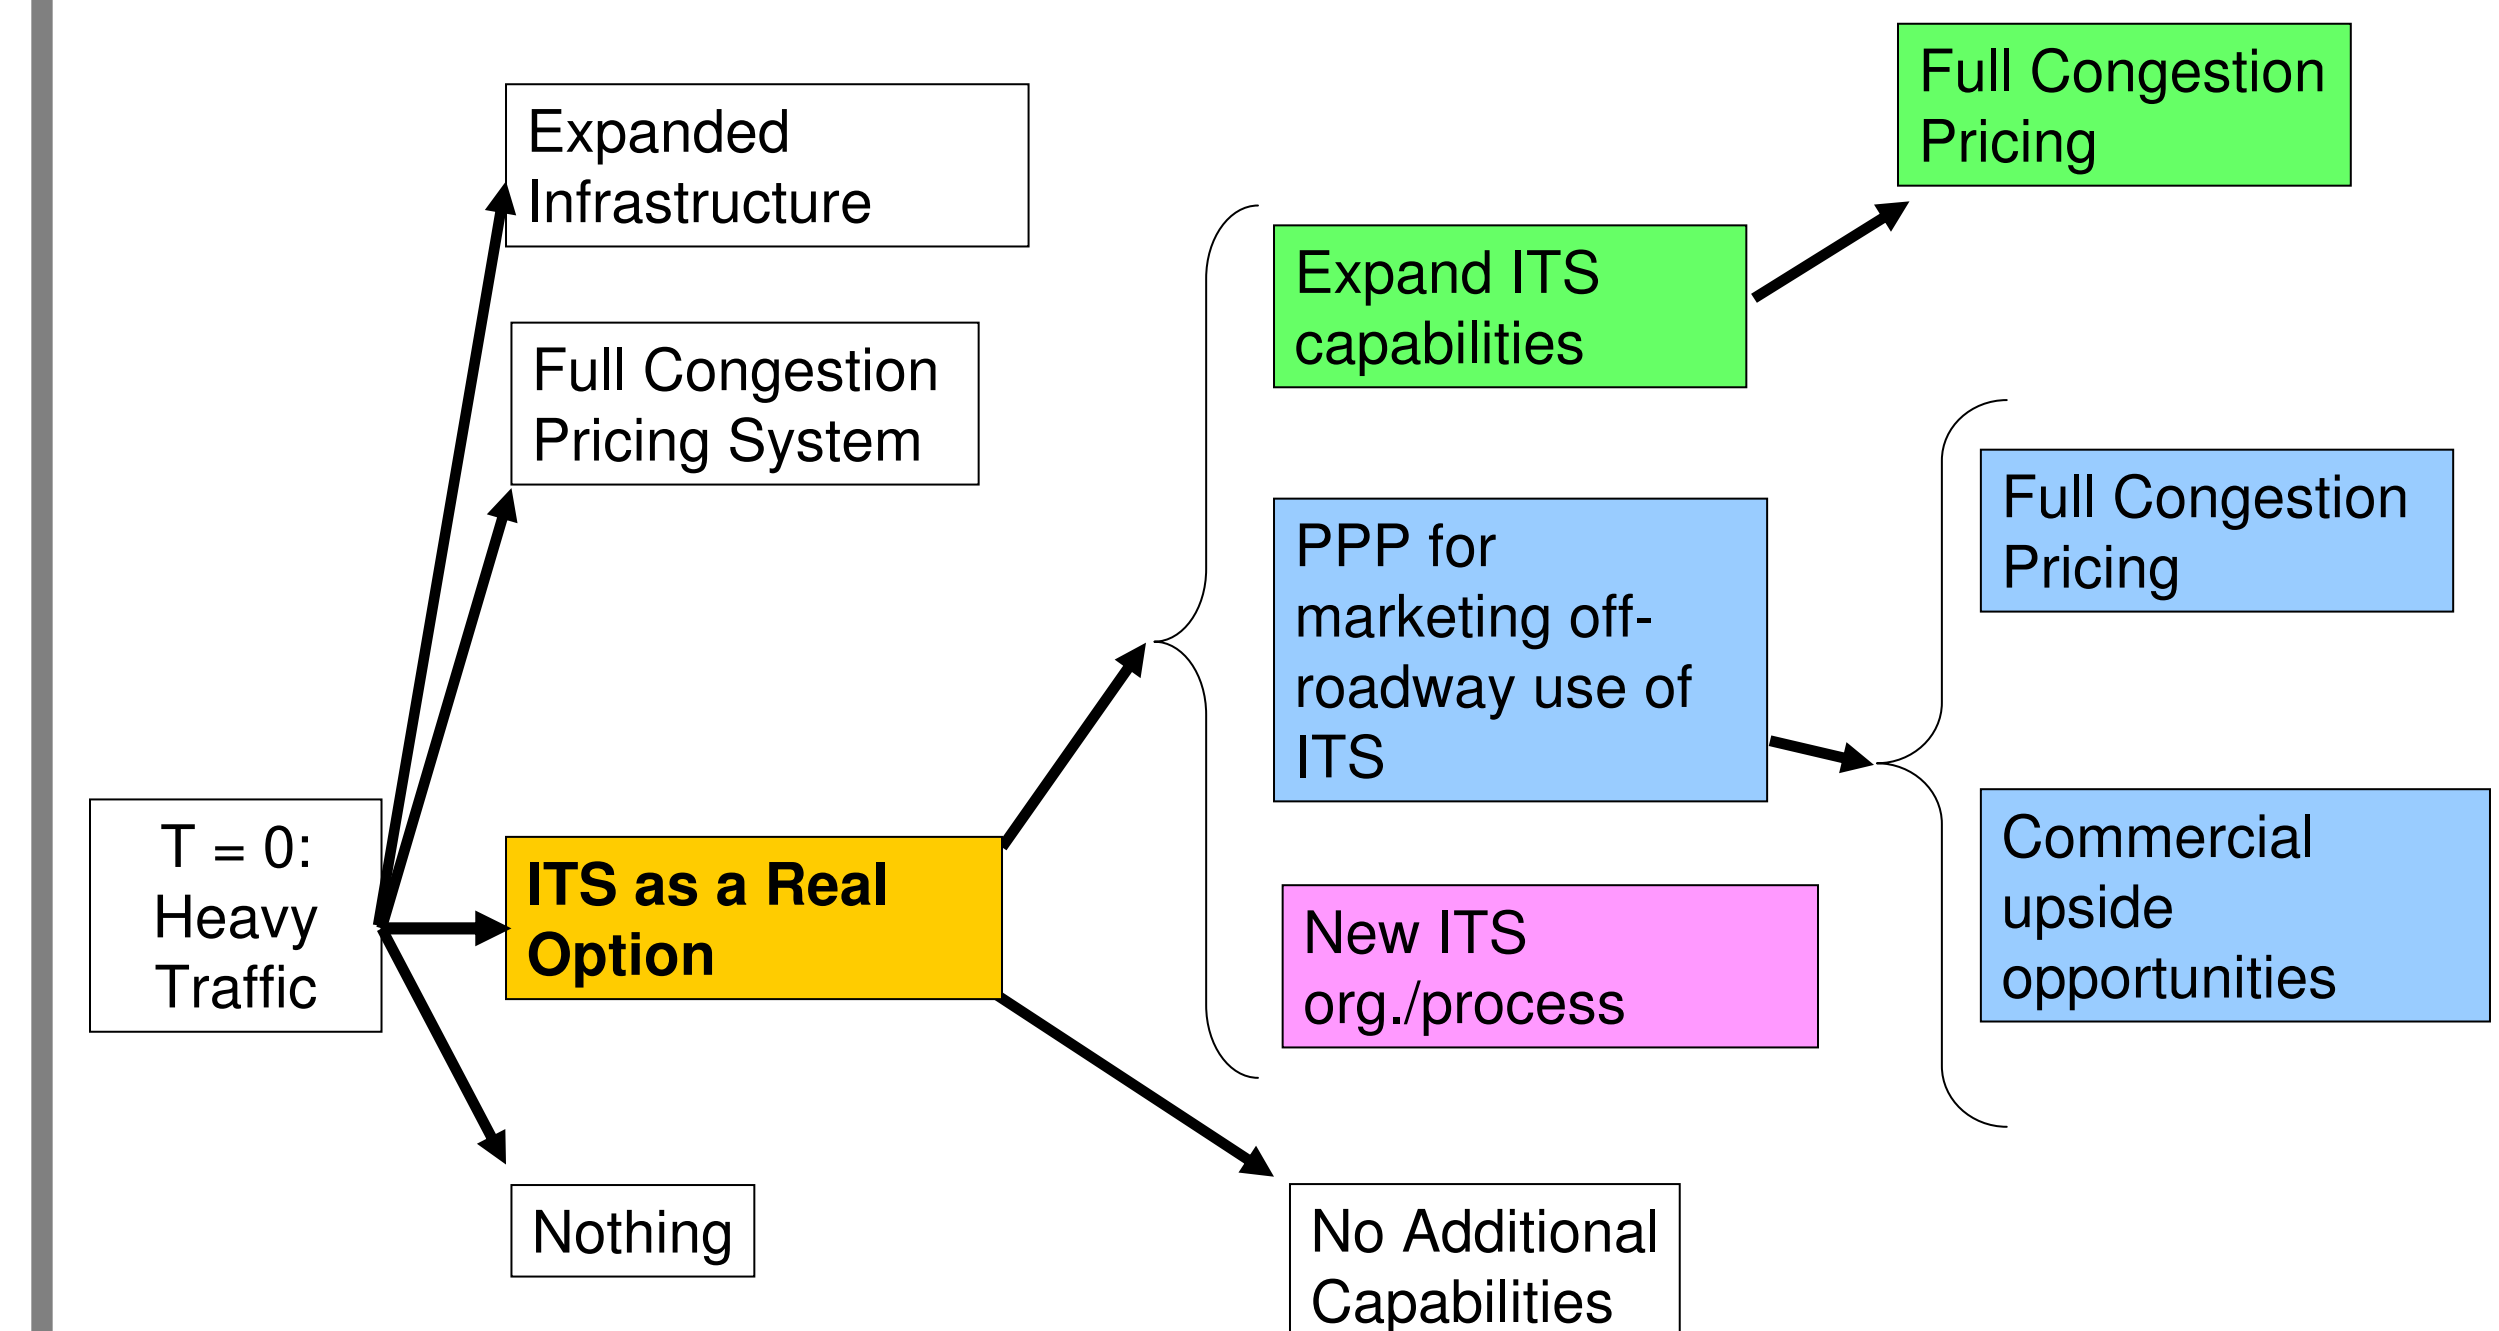 T = 0:
Heavy
Traffic
Expanded
Infrastructure
Full Congestion
Pricing System
ITS as a Real
Option
Nothing
Expand ITS
capabilities
PPP for
marketing off-
roadway use of
ITS
New ITS
org./process
No Additional
Capabilities
Full Congestion
Pricing
Full Congestion
Pricing
Commercial
upside
opportunities